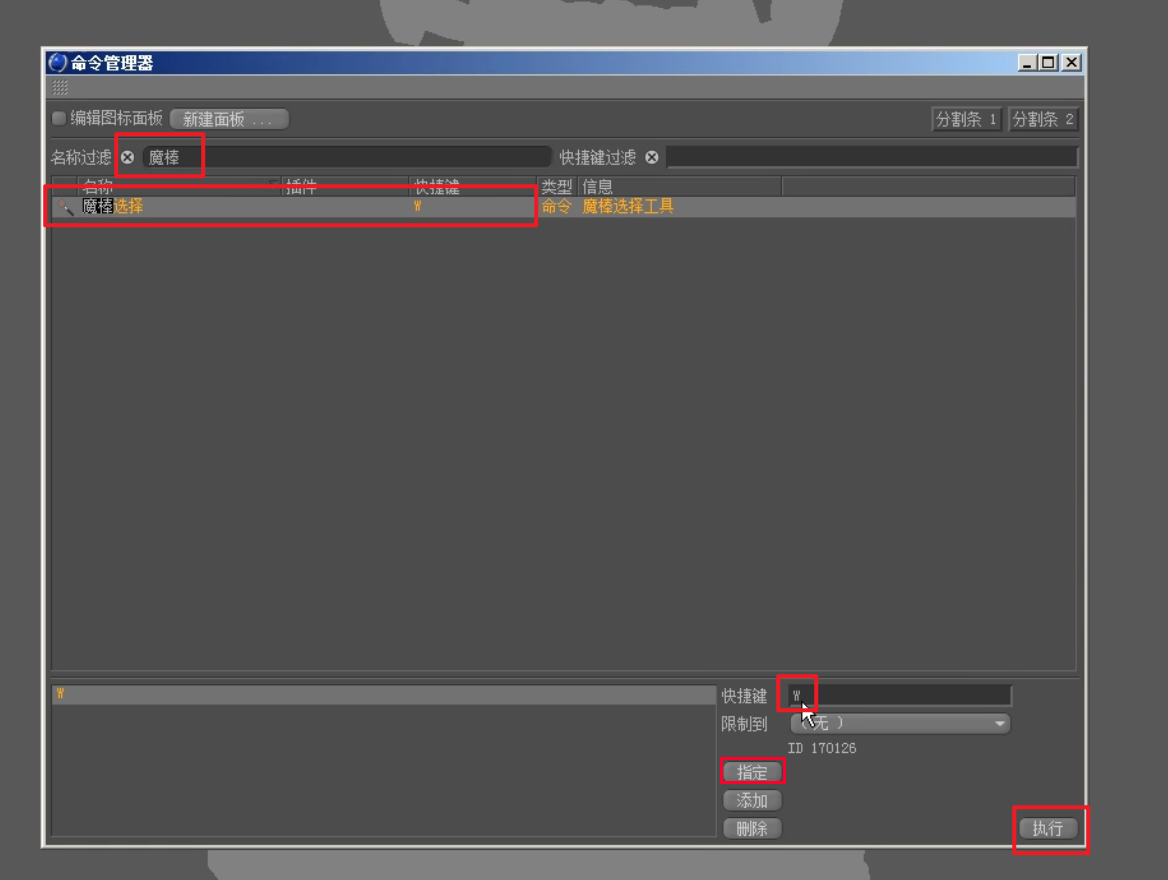 命令管理器
编辑图标面板 新建面板 ... 分割条 1 分割条 2
名称过滤 魔棒 快捷键过滤
名称 插件 快捷键 类型 信息
魔棒选择 W 命令 魔棒选择工具
W 快捷键 W
限制到 (无 )
ID 170126
指定
添加
删除 执行